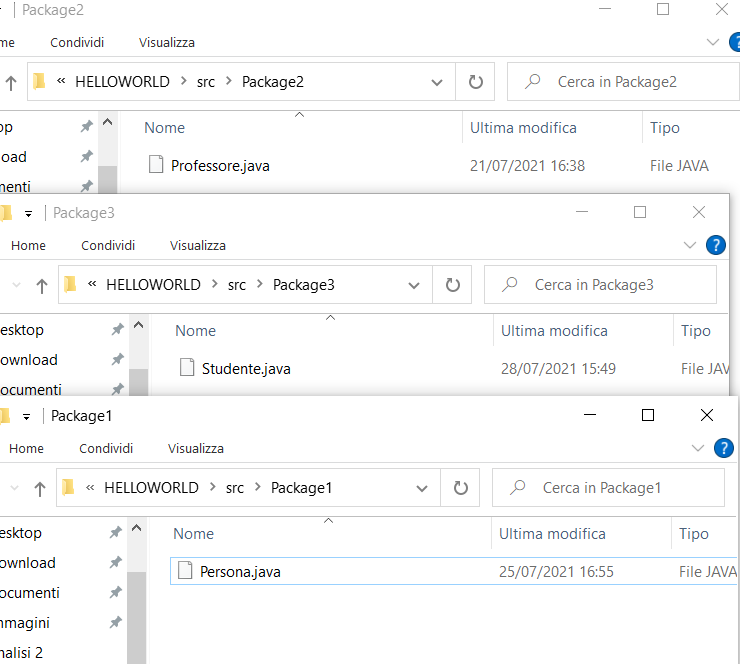 Package2
me Condividi Visualizza
« HELLOWORLD > src > Package2 Cerca in Package2
op Nome Ultima modifica Tipo
oad Professore.java 21/07/2021 16:38 File JAVA
menti
Package3
Home Condividi Visualizza
« HELLOWORLD > src > Package3 Cerca in Package3
esktop Nome Ultima modifica Tipo
ownload Studente.java 28/07/2021 15:49 File JAV
ocumenti
Package1
Home Condividi Visualizza
« HELLOWORLD > src > Package1 Cerca in Package1
esktop Nome Ultima modifica Tipo
ownload Persona.java 25/07/2021 16:55 File JAVA
ocumenti
nmagini
nalisi 2